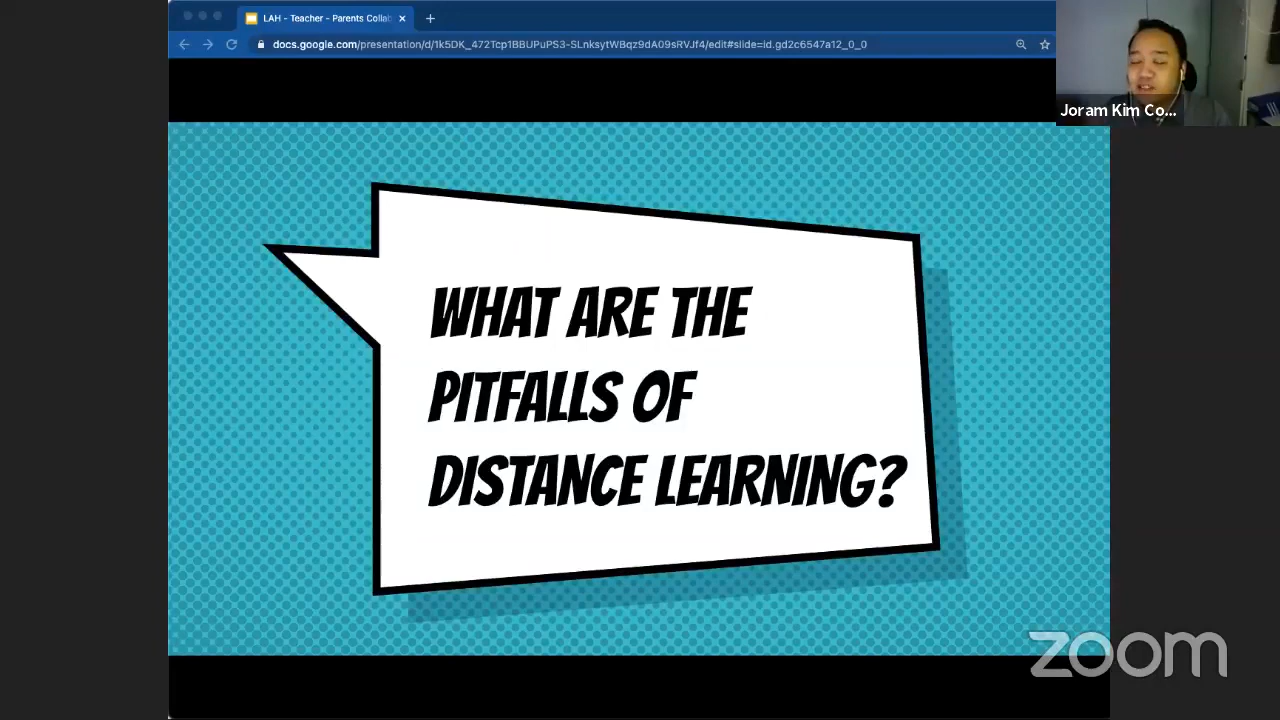 LAH - Teacher - Parents Collab
docs.google.com/presentation/d/1k5DK_472Tcp1BBUPuPS3-SLnksytWBqz9dA09sRVJf4/edit#slide=id.gd2c6547a12_0_0
Joram Kim Co...
WHAT ARE THE
PITFALLS OF
DISTANCE LEARNING?
zoom